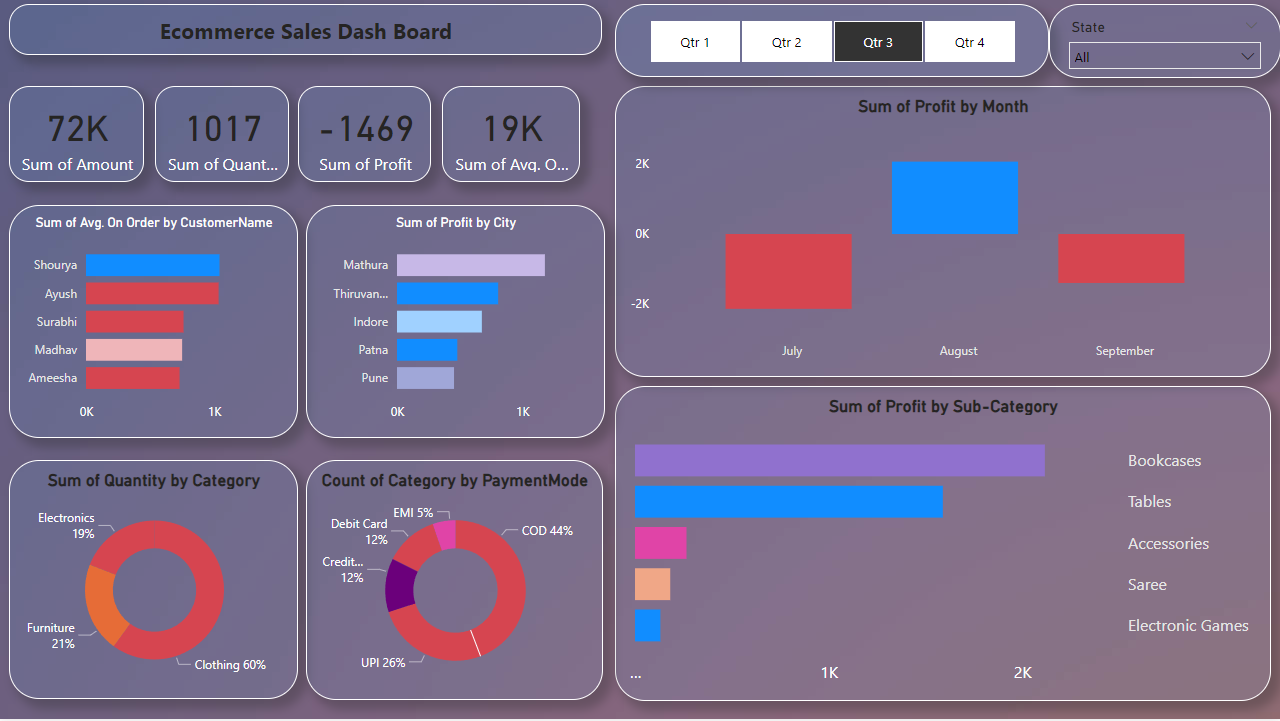 Ecommerce Sales Dash Board
Qtr 1
Qtr 2
Qtr 3
Qtr 4
State
All
72K
Sum of Amount
1017
Sum of Quant...
-1469
Sum of Profit
19K
Sum of Avq. O...
Sum of Avg. On Order by CustomerName
Shourya
Ayush
Surabhi
Madhav
Ameesha
0K
1K
Sum of Profit by City
Mathura
Thiruvan...
Indore
Patna
Pune
0K
1K
Sum of Profit by Month
2K
0K
-2K
July
August
September
Sum of Quantity by Category
Electronics
19%
Furniture
21%
Clothing 60%
Count of Category by PaymentMode
EMI 5%
Debit Card
12%
Credit...
12%
UPI 26%
COD 44%
Sum of Profit by Sub-Category
Bookcases
Tables
Accessories
Saree
Electronic Games
...
1K
2K